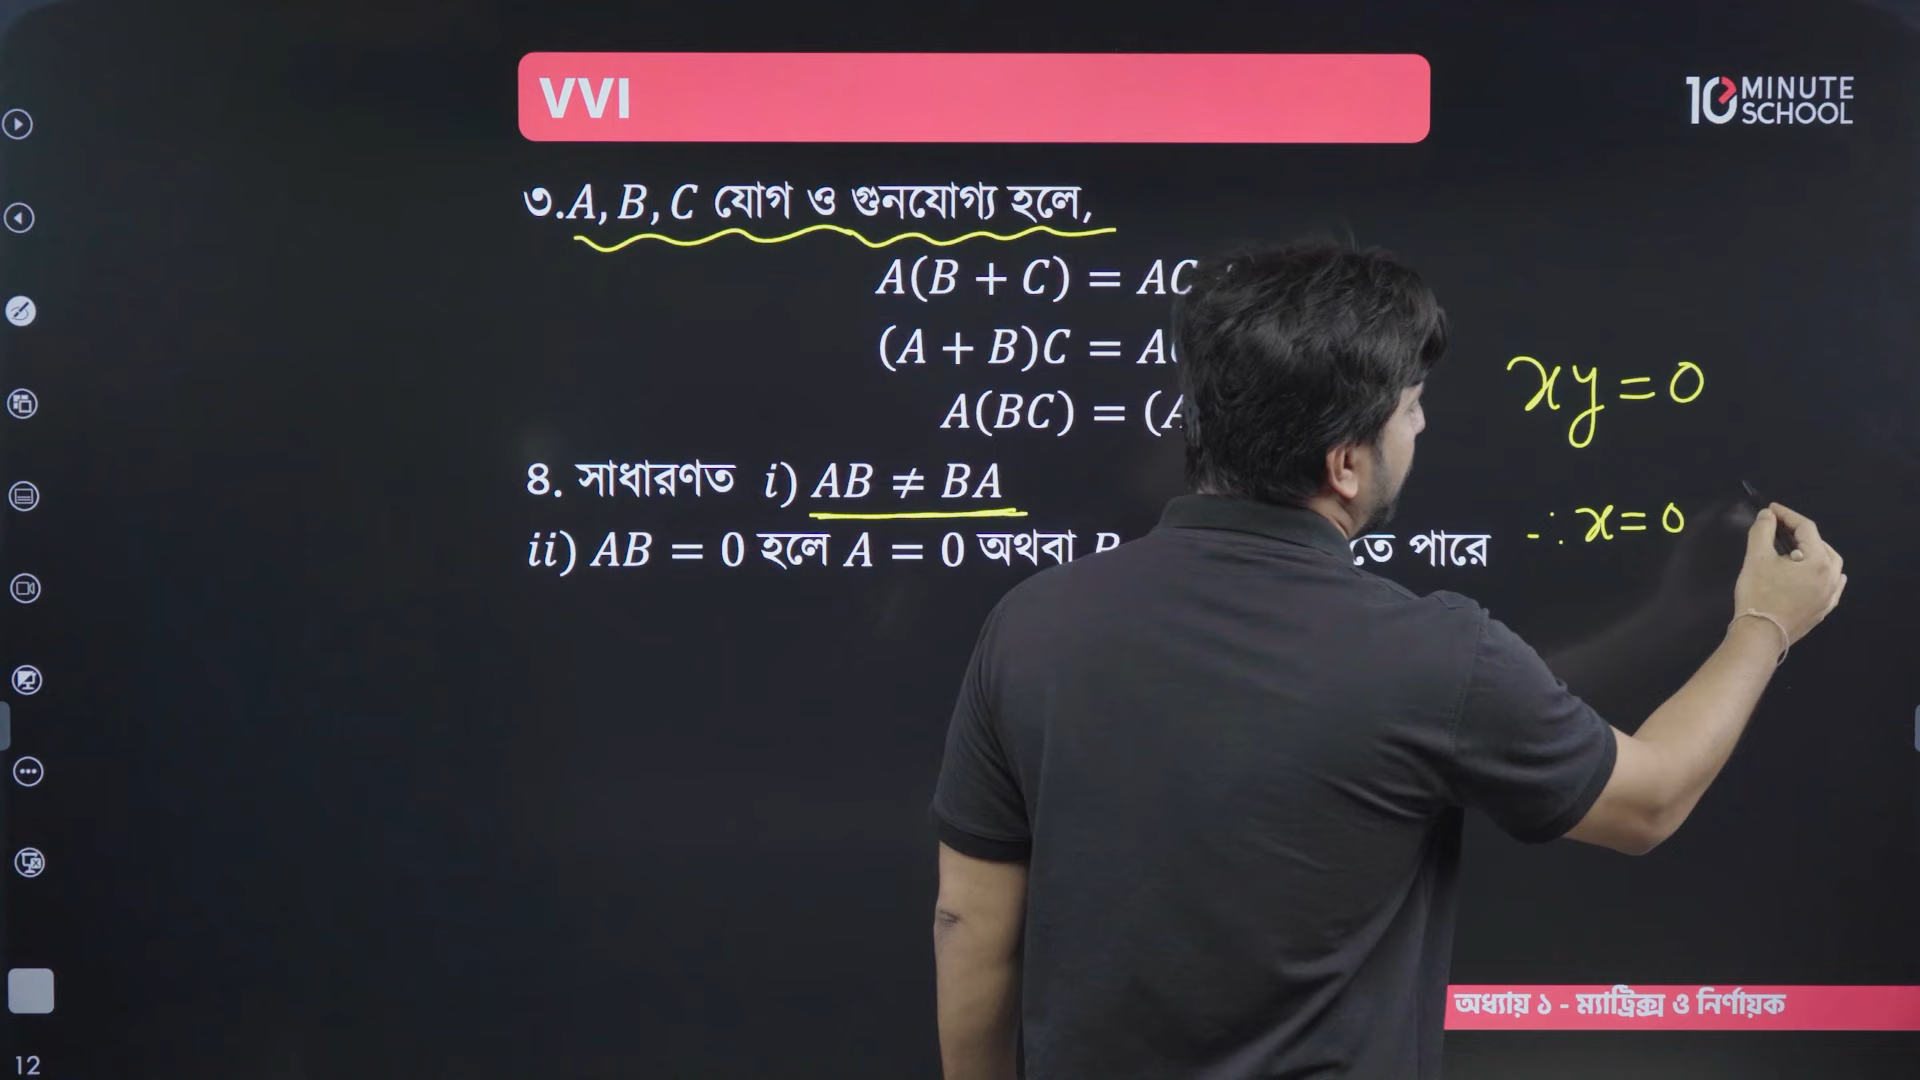 VVI
10 MINUTE SCHOOL
৩. A, B, C যোগ ও গুনযোগ্য হলে,
A(B + C) = AC
(A + B)C = A
A(BC) = (A
xy = 0
৪. সাধারণত i) AB ≠ BA
∴ x = 0
ii) AB = 0 হলে A = 0 অথবা B তে পারে
অধ্যায় ১ - ম্যাট্রিক্স ও নির্ণায়ক
12